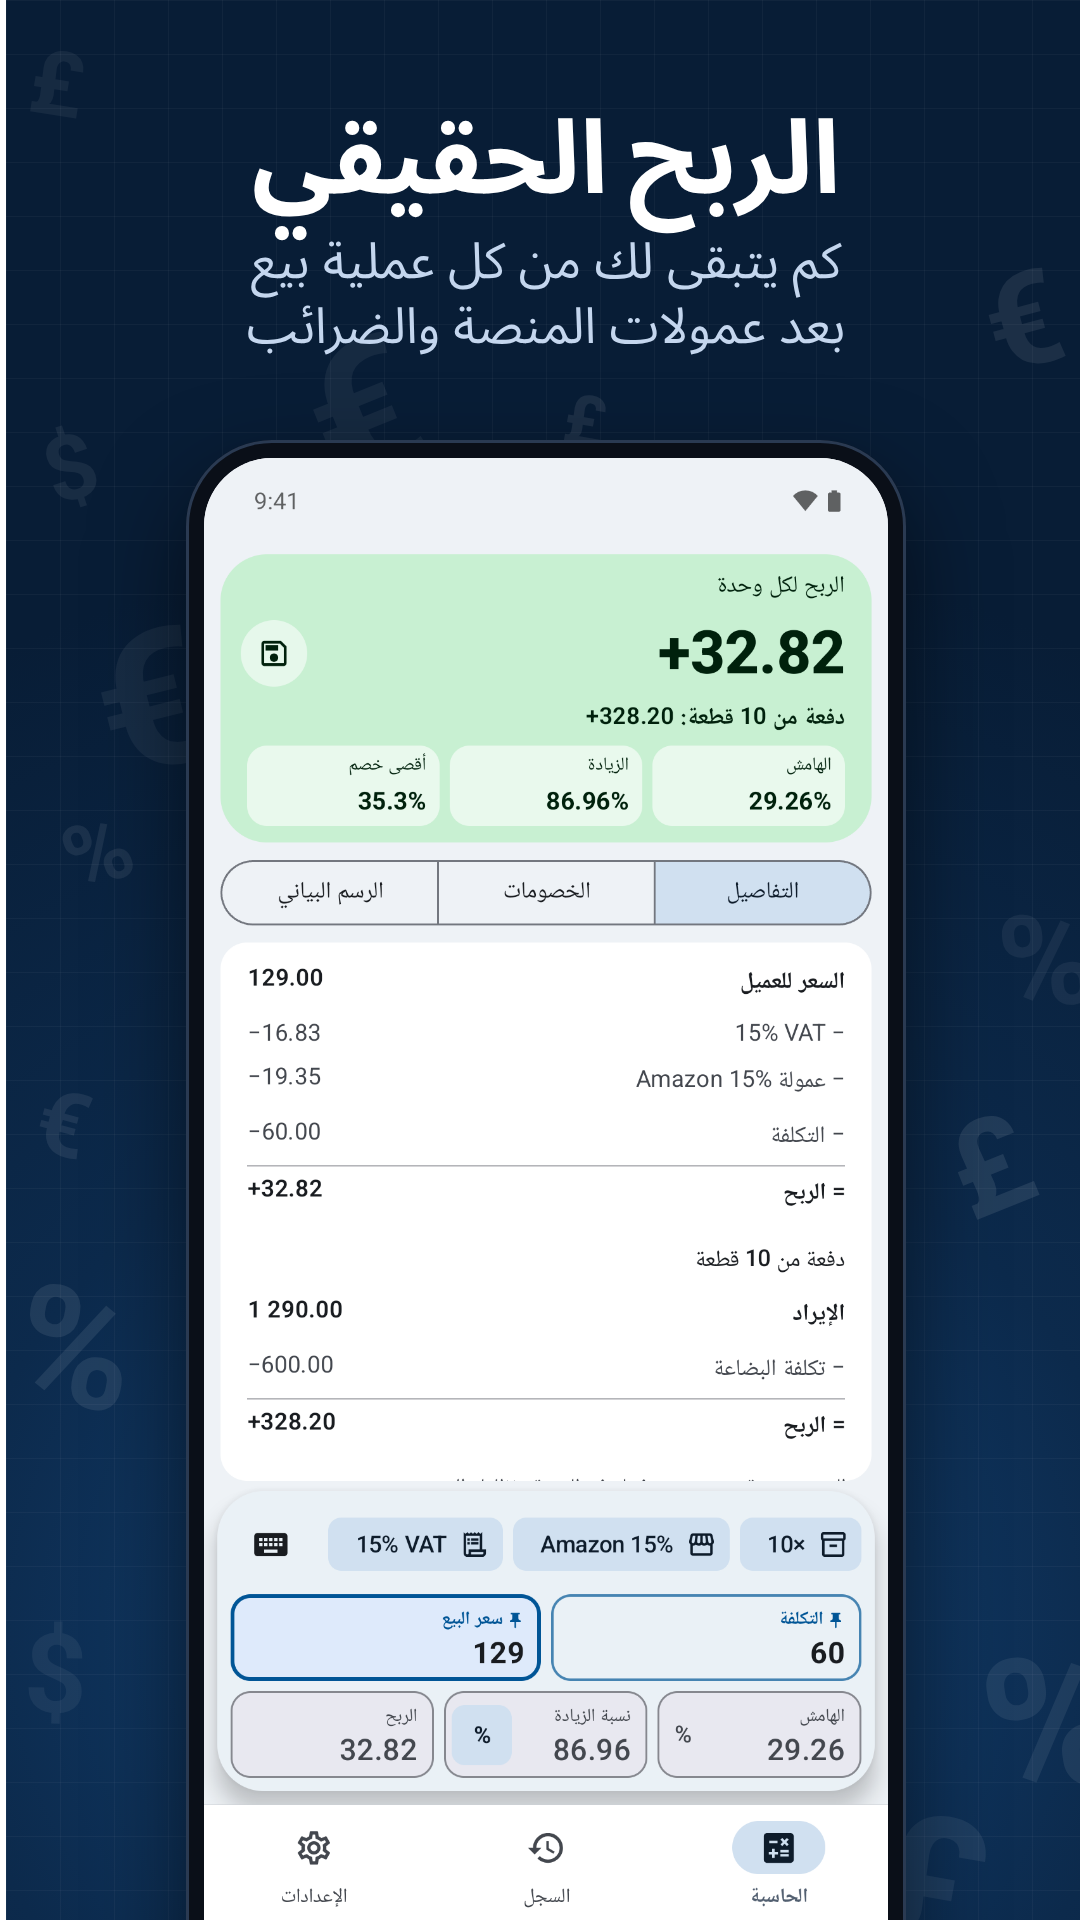 الربح الحقيقي
كم يتبقى لك من كل عملية بيع
بعد عمولات المنصة والضرائب
9:41
الربح لكل وحدة
+32.82
دفعة من 10 قطعة: 328.20+
الهامش
29.26%
الزيادة
86.96%
أقصى خصم
35.3%
التفاصيل
الخصومات
الرسم البياني
السعر للعميل 129.00
− 15% VAT −16.83
− عمولة Amazon 15% −19.35
− التكلفة −60.00
= الربح +32.82
دفعة من 10 قطعة
الإيراد 1 290.00
− تكلفة البضاعة −600.00
= الربح +328.20
10×
Amazon 15%
15% VAT
التكلفة
60
سعر البيع
129
الهامش
29.26 %
نسبة الزيادة
86.96 %
الربح
32.82
الحاسبة
السجل
الإعدادات